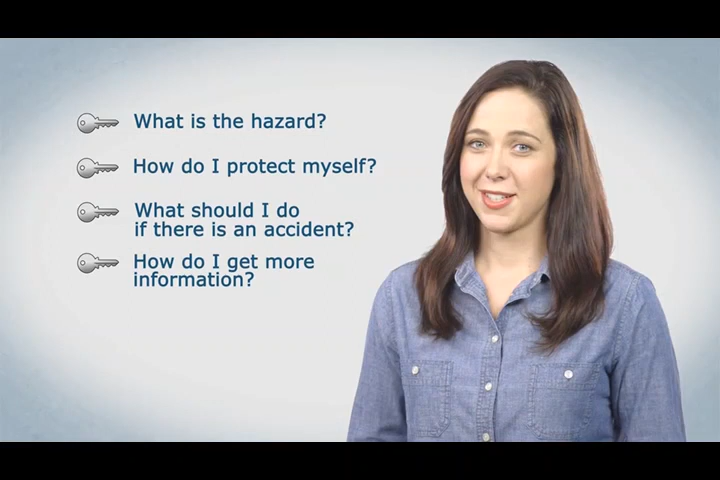 What is the hazard?
How do I protect myself?
What should I do
if there is an accident?
How do I get more
information?